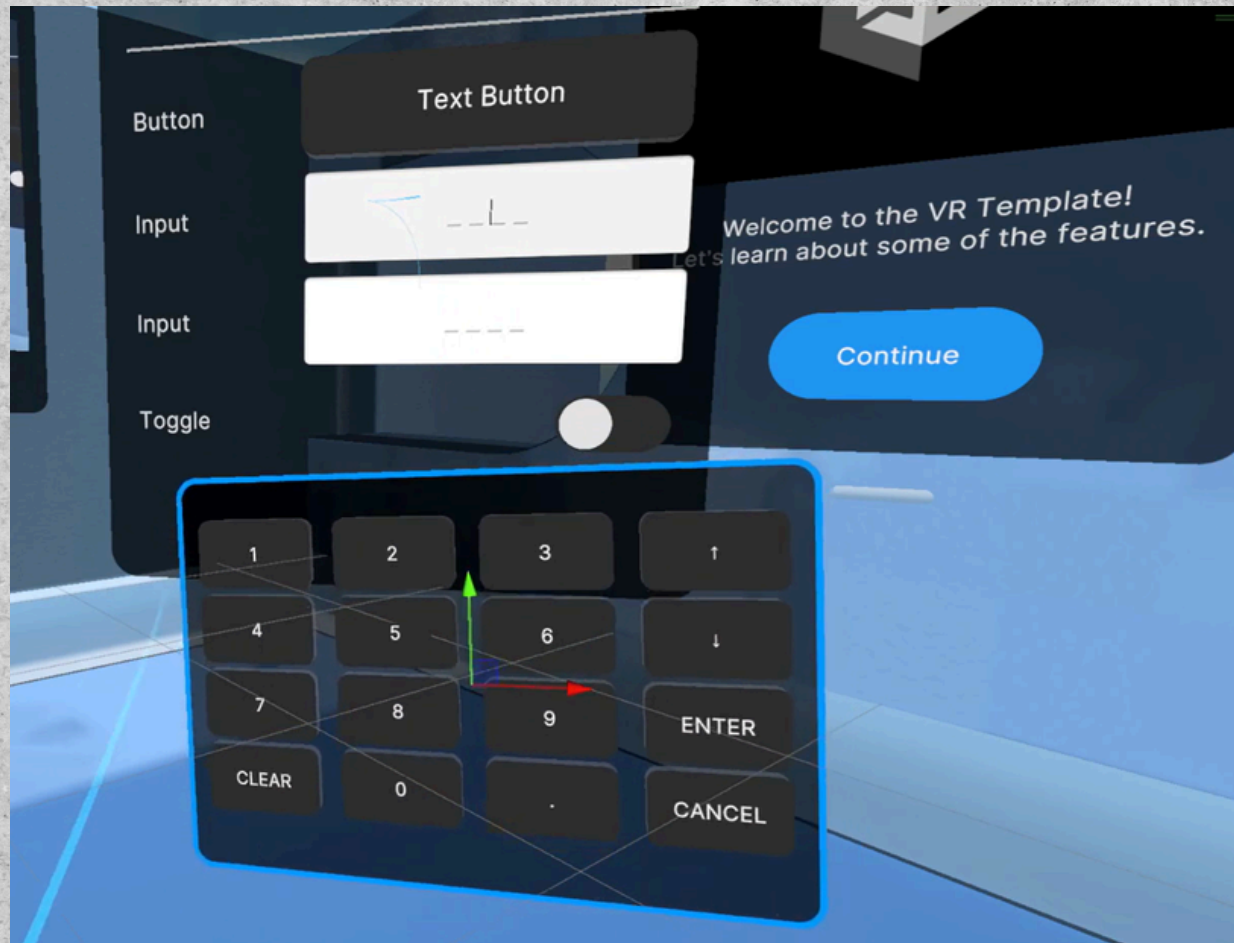 Button
Text Button
Input
_ _ _ _
Input
_ _ _ _
Toggle
Welcome to the VR Template!
Let's learn about some of the features.
Continue
1 2 3 ↑
4 5 6 ↓
7 8 9 ENTER
CLEAR 0 . CANCEL